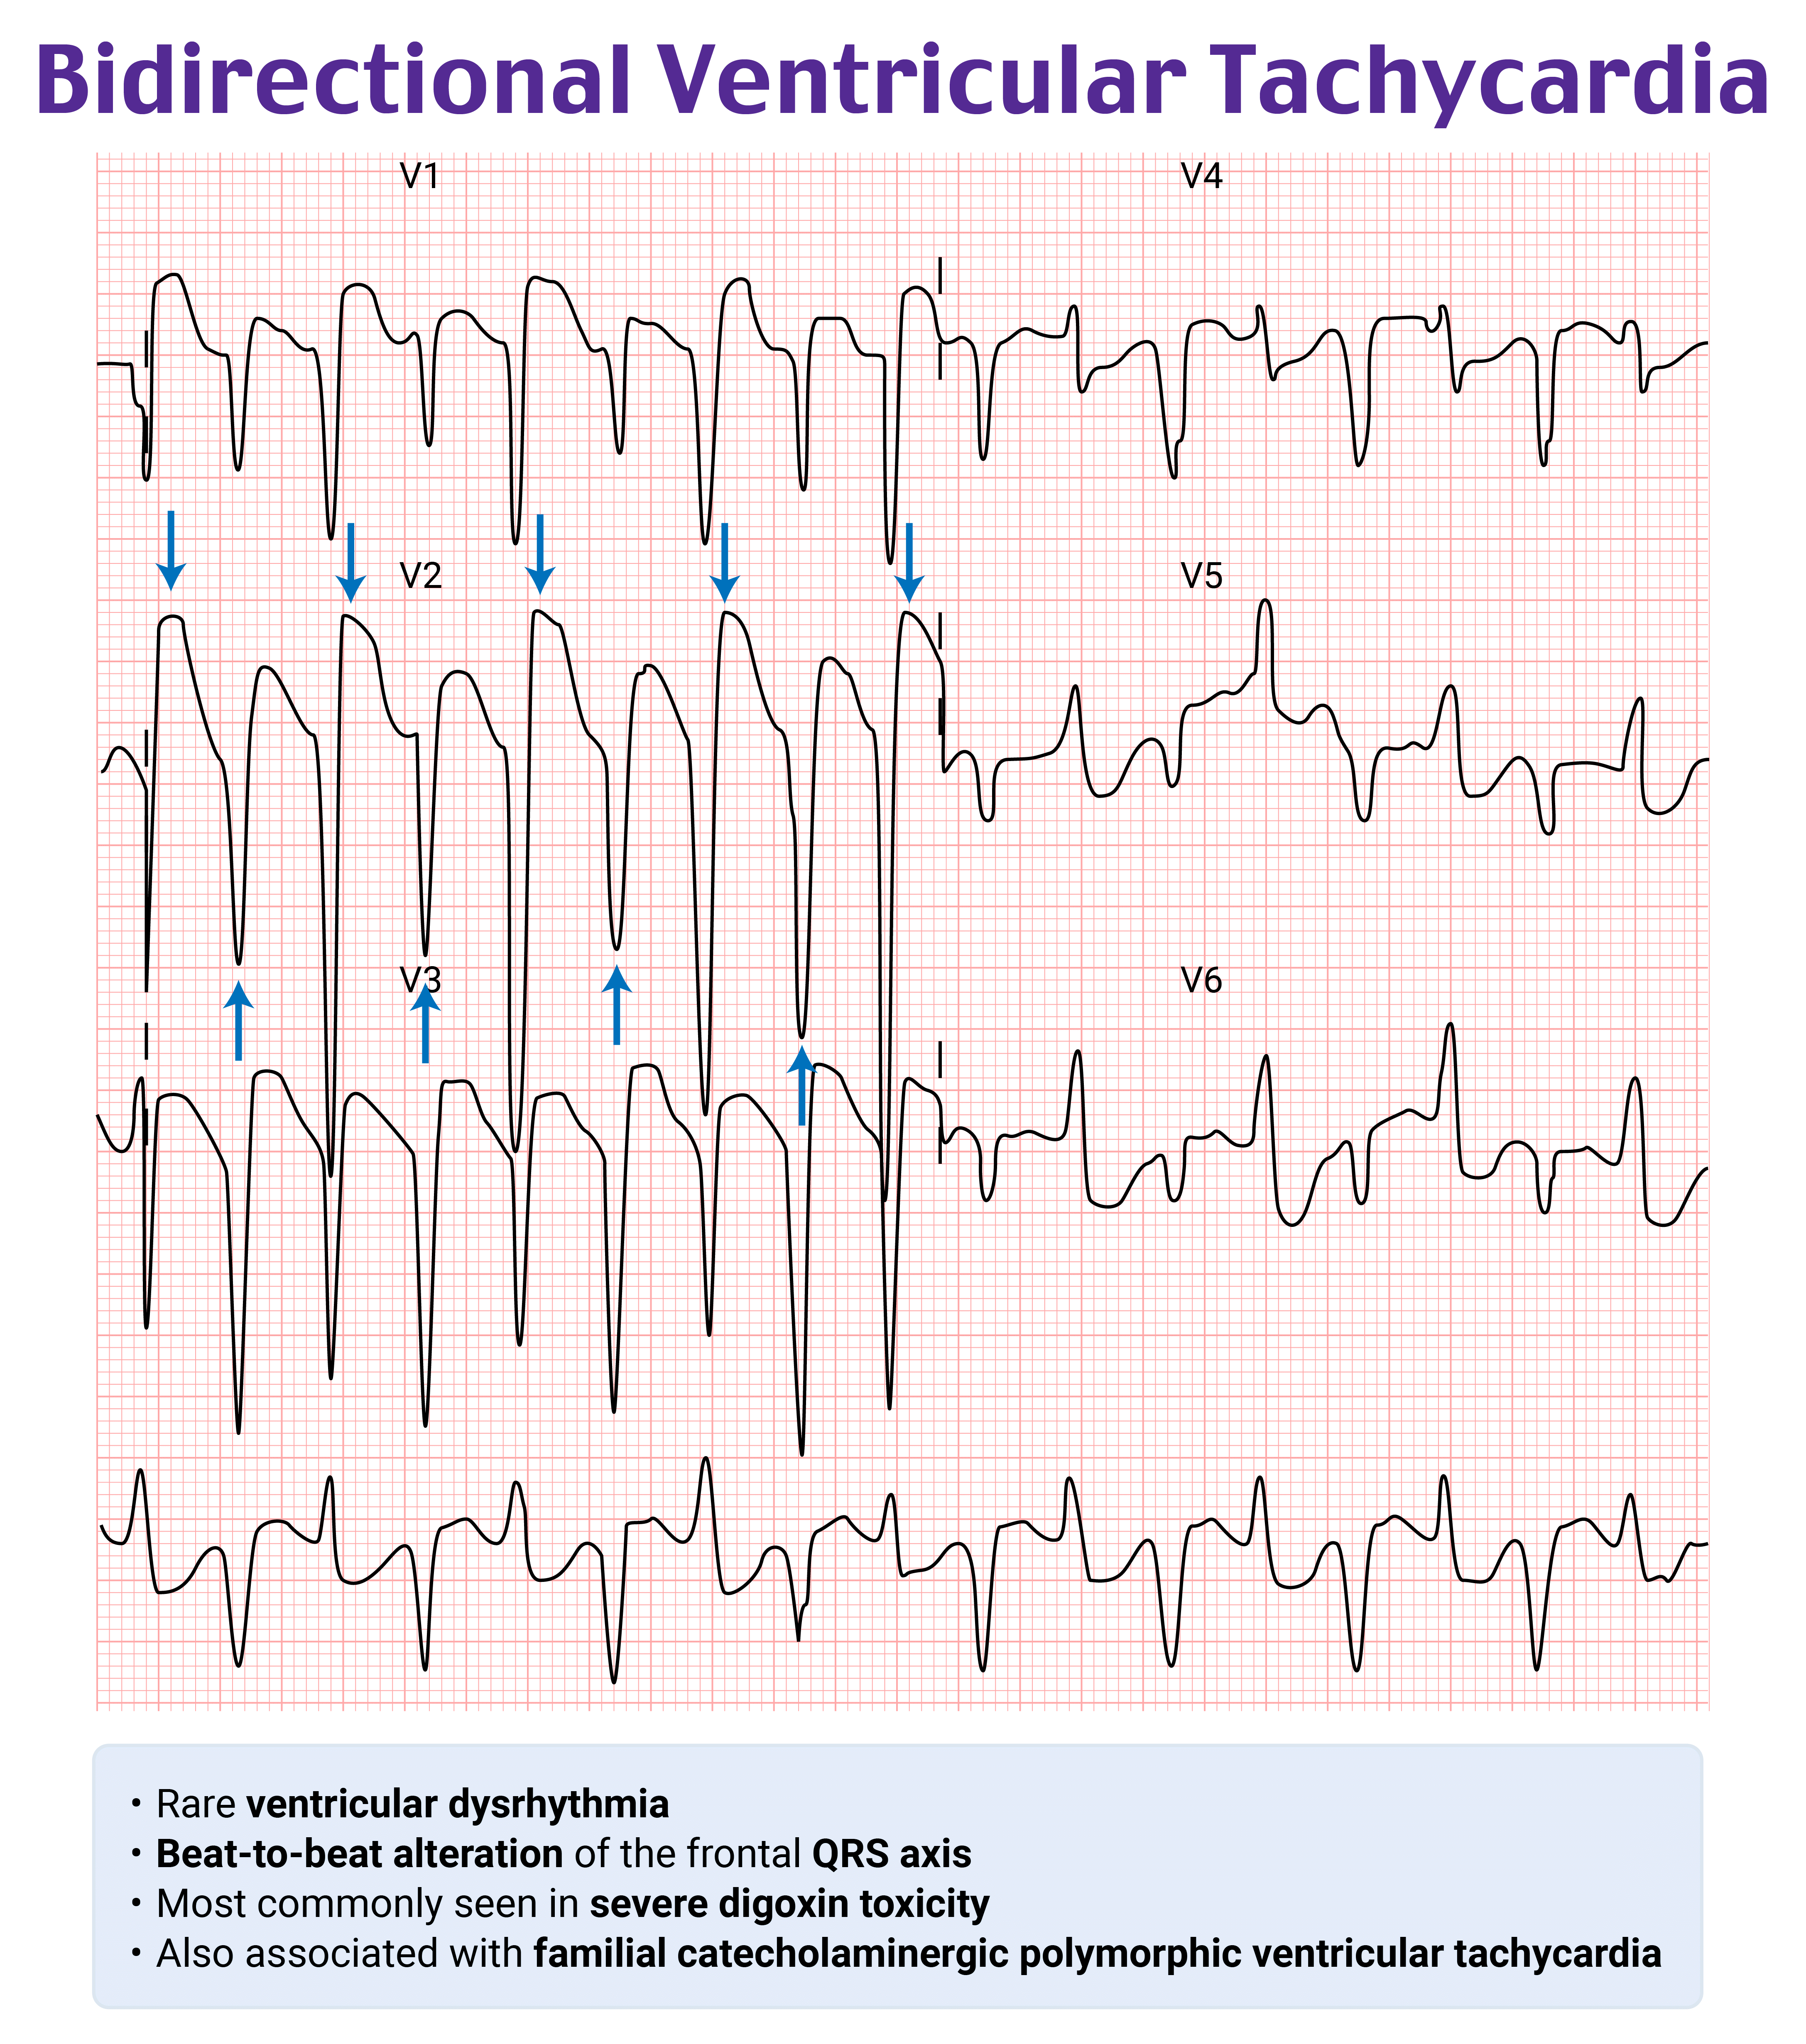 Bidirectional Ventricular Tachycardia
V1
V4
V2
V5
V3
V6
• Rare ventricular dysrhythmia
• Beat-to-beat alteration of the frontal QRS axis
• Most commonly seen in severe digoxin toxicity
• Also associated with familial catecholaminergic polymorphic ventricular tachycardia